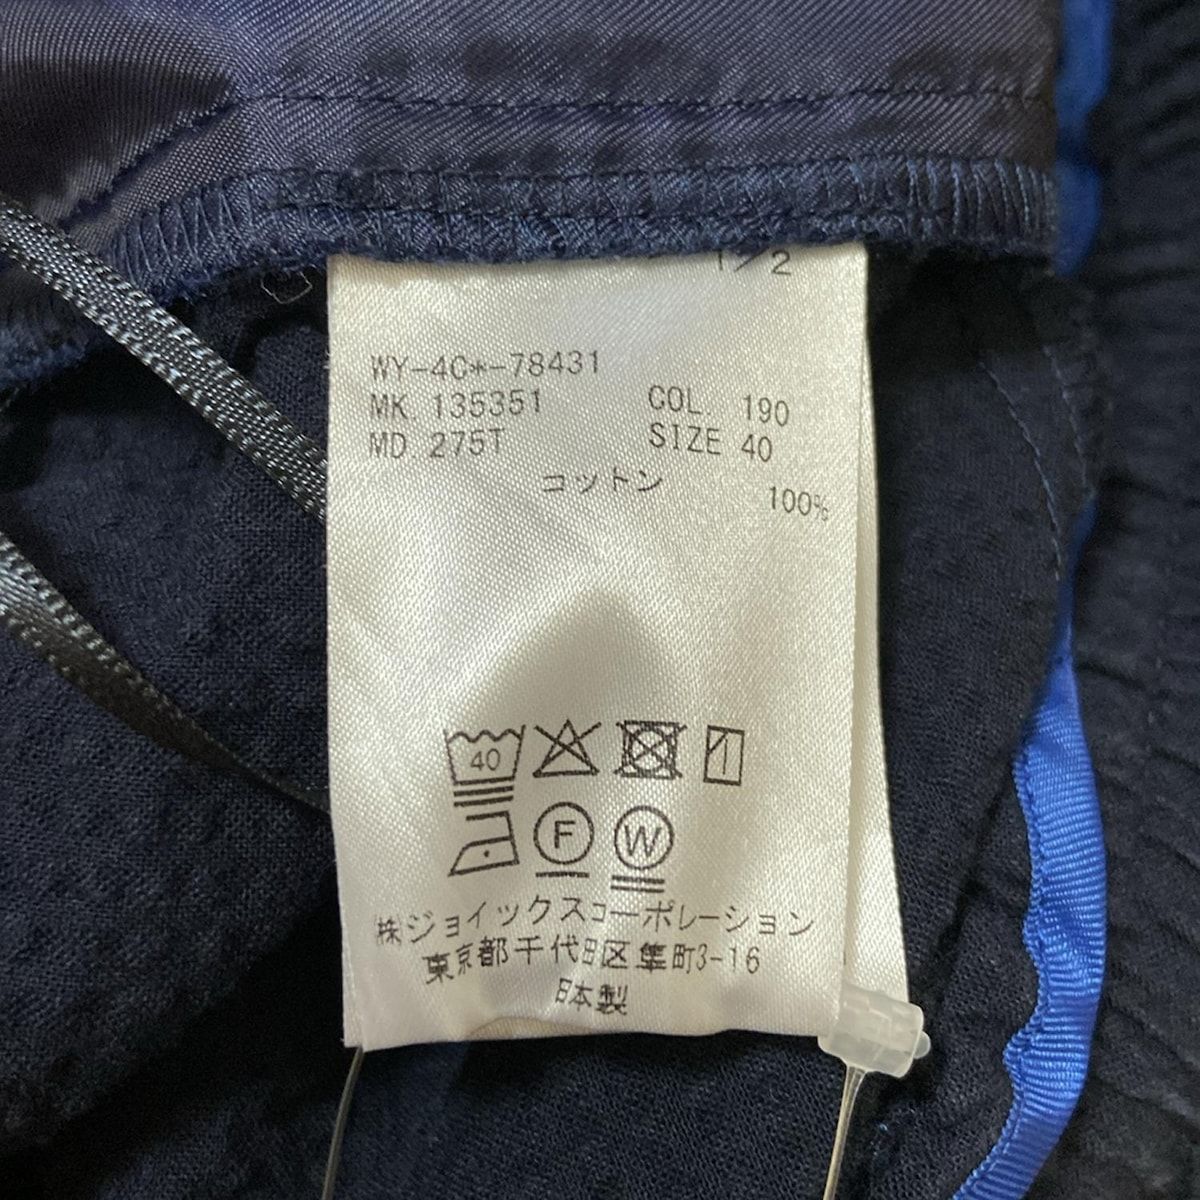 1/2
WY-4C*-78431
MK 135351 COL. 190
MD 275T SIZE 40
コットン 100%
40
F W
㈱ジョイックスコーポレーション
東京都千代田区隼町3-16
日本製